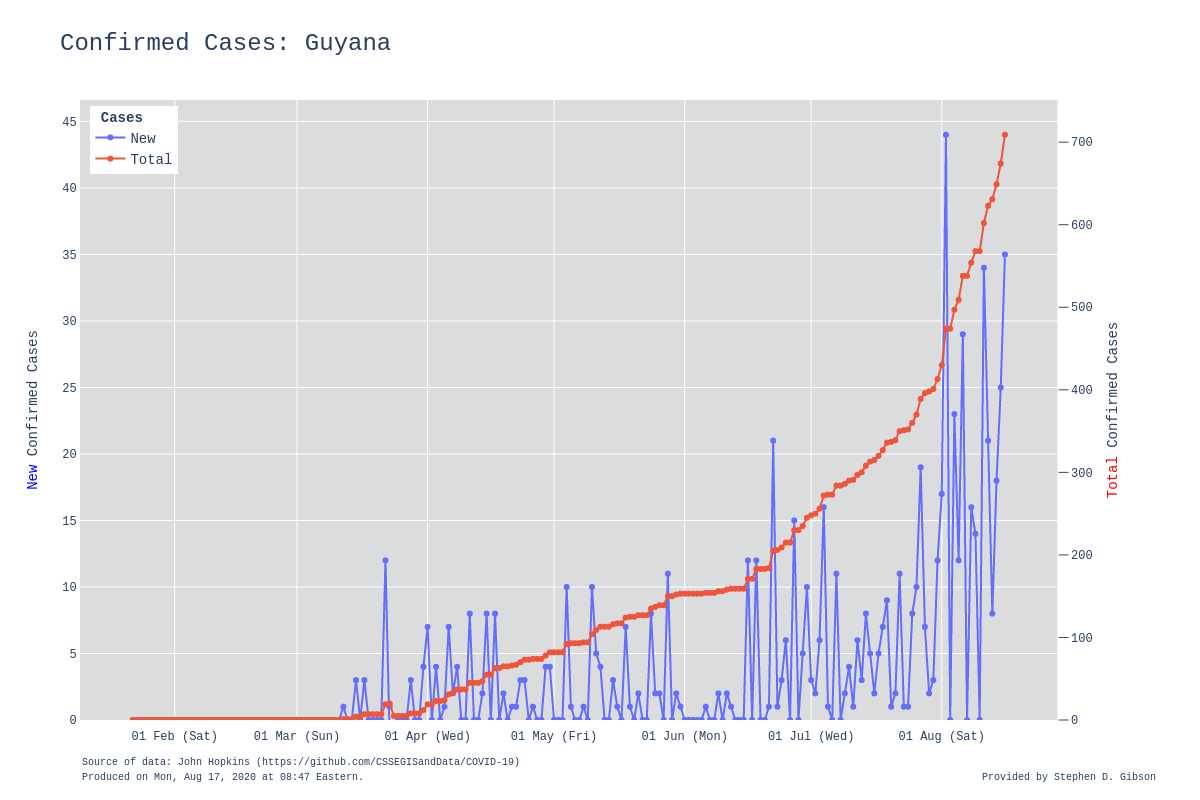 Confirmed Cases: Guyana
Cases
New
Total
45
40
35
30
25
20
15
10
5
0
New Confirmed Cases
700
600
500
400
300
200
100
0
Total Confirmed Cases
01 Feb (Sat) 01 Mar (Sun) 01 Apr (Wed) 01 May (Fri) 01 Jun (Mon) 01 Jul (Wed) 01 Aug (Sat)
Source of data: John Hopkins (https://github.com/CSSEGISandData/COVID-19)
Produced on Mon, Aug 17, 2020 at 08:47 Eastern.
Provided by Stephen D. Gibson